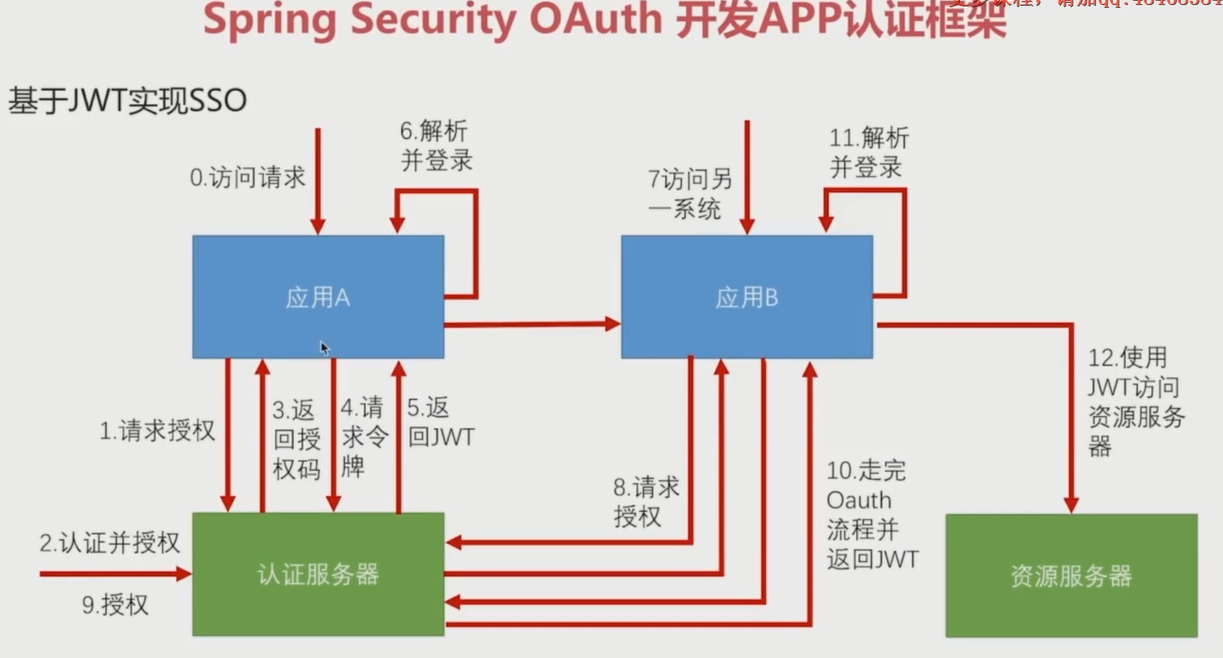 Spring Security OAuth 开发APP认证框架
基于JWT实现SSO
0.访问请求
6.解析
并登录
7访问另
一系统
11.解析
并登录
应用A
应用B
1.请求授权
3.返
回授
权码
4.请
求令
牌
5.返
回JWT
12.使用
JWT访问
资源服务
器
8.请求
授权
10.走完
Oauth
流程并
返回JWT
2.认证并授权
9.授权
认证服务器
资源服务器